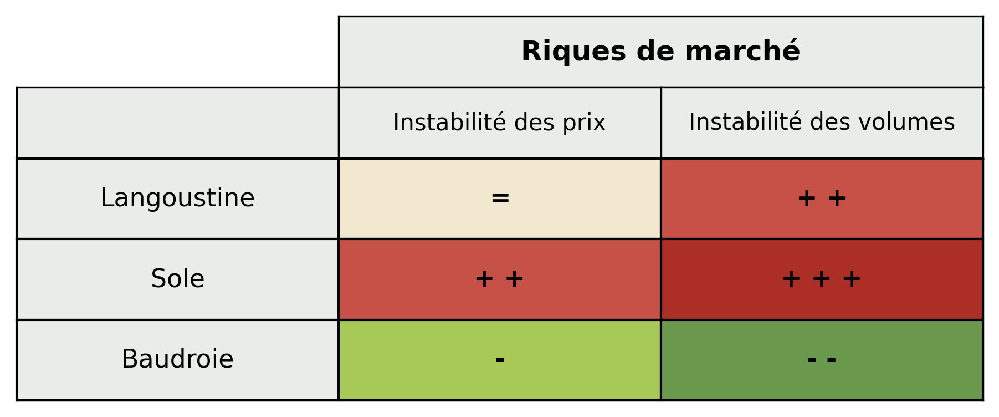 Riques de marché
Instabilité des prix Instabilité des volumes
Langoustine = + +
Sole + + + + +
Baudroie - - -